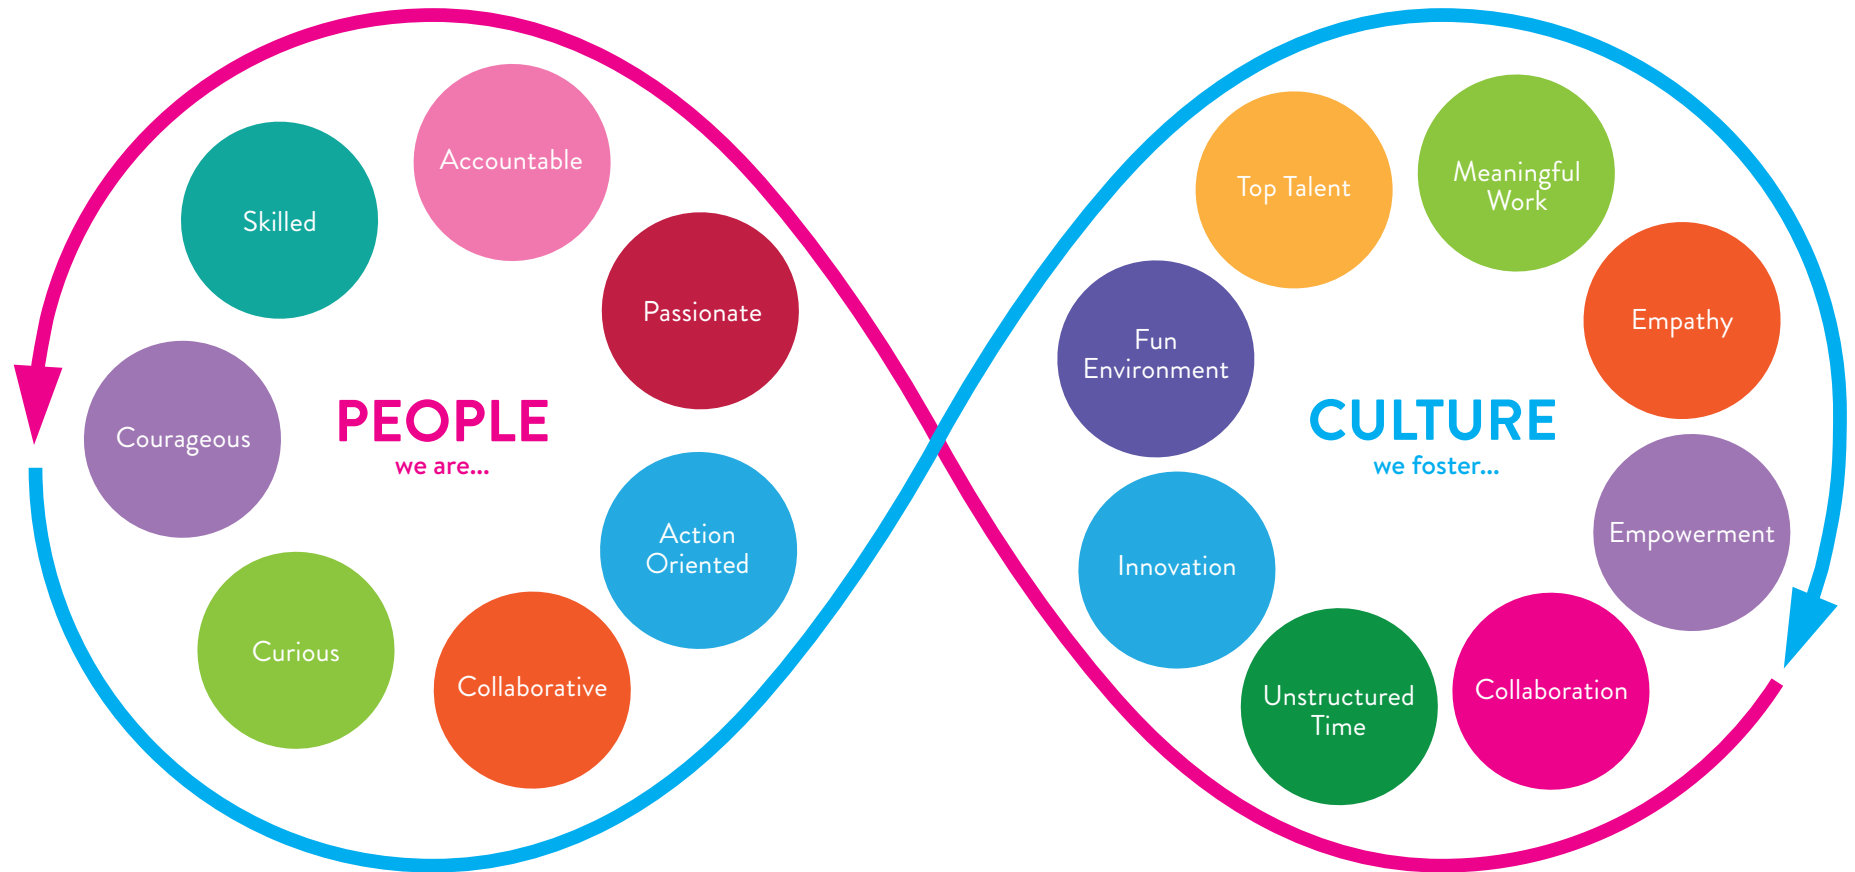 PEOPLE
we are...
Accountable
Skilled
Passionate
Courageous
Action
Oriented
Curious
Collaborative
CULTURE
we foster...
Top Talent
Meaningful
Work
Fun
Environment
Empathy
Innovation
Empowerment
Unstructured
Time
Collaboration